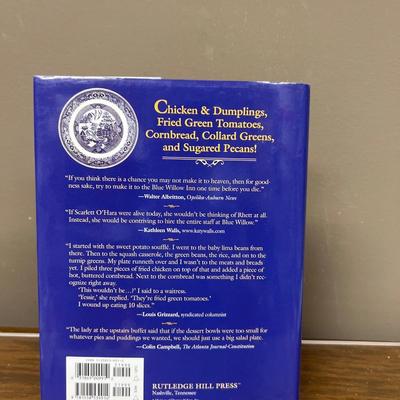 Chicken & Dumplings,
Fried Green Tomatoes,
Cornbread, Collard Greens,
and Sugared Pecans!
"If you think there is a chance you may not make it to heaven, then for good-
ness sake, try to make it to the Blue Willow Inn one time before you die."
—Walter Albritton, Opelika-Auburn News
"If Scarlett O'Hara were alive today, she wouldn't be thinking of Rhett at all.
Instead, she would be contriving to hire the entire staff at Blue Willow."
—Kathleen Walls, www.katywalls.com
"I started with the sweet potato soufflé. I went to the baby lima beans from
there. Then to the squash casserole, the green beans, the rice, and on to the
turnip greens. My plate runneth over and I wasn't to the meats and breads
yet. I piled three pieces of fried chicken on top of that and added a piece of
hot, buttered cornbread. Next to the cornbread was something I didn't rec-
ognize right away.
'This wouldn't be…?' I said to a waitress.
'Yessir,' she replied. 'They're fried green tomatoes.'
I wound up eating 10 slices."
—Louis Grizzard, syndicated columnist
"The lady at the upstairs buffet said that if the dessert bowls were too small for
whatever pies and puddings we wanted, we should just use a big salad plate.
—Colin Campbell, The Atlanta Journal-Constitution
RUTLEDGE HILL PRESS™
Nashville, Tennessee